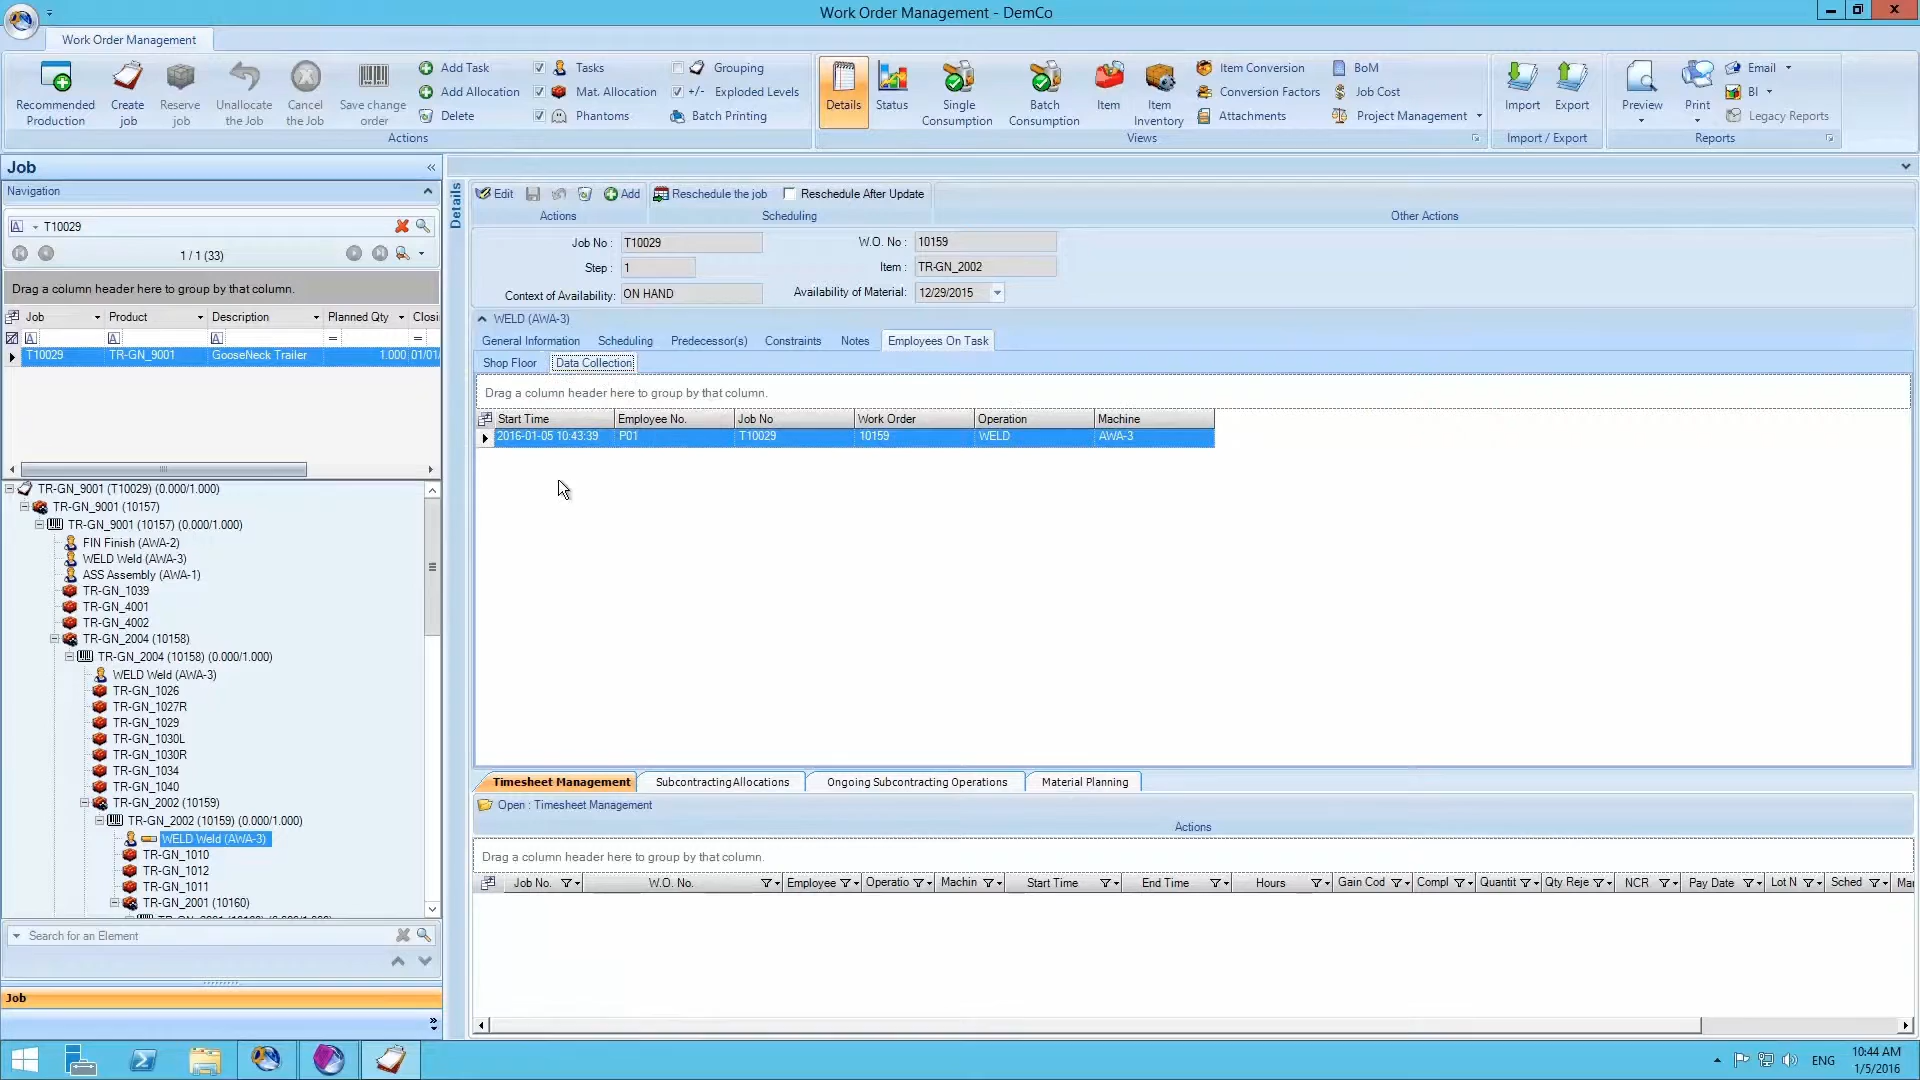 Work Order Management - DemCo
Work Order Management
Recommended Production
Create job
Reserve job
Unallocate the Job
Cancel the Job
Save change order
Add Task
Add Allocation
Delete
Tasks
Mat. Allocation
Phantoms
Grouping
+/- Exploded Levels
Batch Printing
Actions
Details
Status
Single Consumption
Batch Consumption
Item
Item Inventory
Item Conversion
Conversion Factors
Attachments
BoM
Job Cost
Project Management
Views
Import
Export
Import / Export
Preview
Print
Email
BI
Legacy Reports
Reports
Job
Navigation
T10029
1 / 1 (33)
Drag a column header here to group by that column.
Job Product Description Planned Qty Closi
T10029 TR-GN_9001 GooseNeck Trailer 1.000 01/01/
TR-GN_9001 (T10029) (0.000/1.000)
TR-GN_9001 (10157)
TR-GN_9001 (10157) (0.000/1.000)
FIN Finish (AWA-2)
WELD Weld (AWA-3)
ASS Assembly (AWA-1)
TR-GN_1039
TR-GN_4001
TR-GN_4002
TR-GN_2004 (10158)
TR-GN_2004 (10158) (0.000/1.000)
WELD Weld (AWA-3)
TR-GN_1026
TR-GN_1027R
TR-GN_1029
TR-GN_1030L
TR-GN_1030R
TR-GN_1034
TR-GN_1040
TR-GN_2002 (10159)
TR-GN_2002 (10159) (0.000/1.000)
WELD Weld (AWA-3)
TR-GN_1010
TR-GN_1012
TR-GN_1011
TR-GN_2001 (10160)
Search for an Element
Job
Details
Edit
Add
Actions
Reschedule the job
Reschedule After Update
Scheduling
Other Actions
Job No : T10029
W.O. No : 10159
Step : 1
Item : TR-GN_2002
Context of Availability: ON HAND
Availability of Material: 12/29/2015
WELD (AWA-3)
General Information Scheduling Predecessor(s) Constraints Notes Employees On Task
Shop Floor Data Collection
Drag a column header here to group by that column.
Start Time Employee No. Job No Work Order Operation Machine
2016-01-05 10:43:39 P01 T10029 10159 WELD AWA-3
Timesheet Management Subcontracting Allocations Ongoing Subcontracting Operations Material Planning
Open : Timesheet Management
Actions
Drag a column header here to group by that column.
Job No. W.O. No. Employee Operatio Machin Start Time End Time Hours Gain Cod Compl Quantit Qty Reje NCR Pay Date Lot N Sched Mai
ENG
10:44 AM
1/5/2016